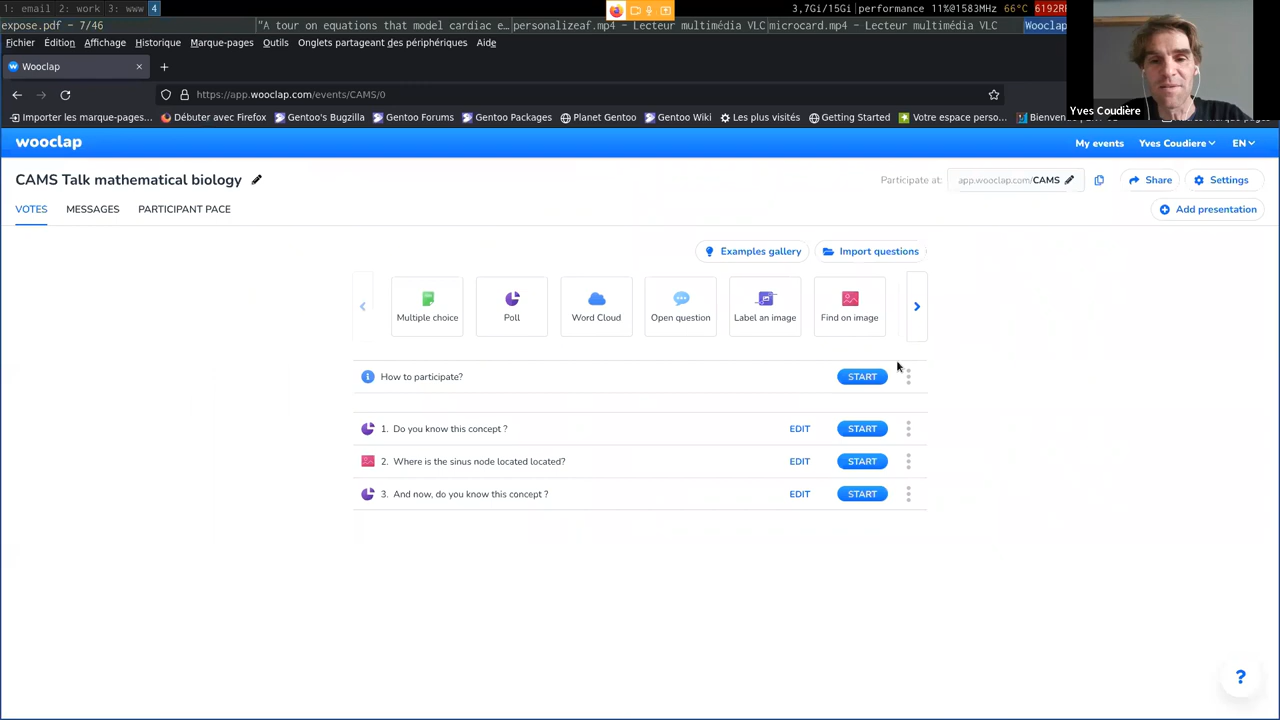 1: email 2: work 3: www 4
3,7Gi/15Gi|performance 11%@1583MHz 66°C 6192R
expose.pdf - 7/46 "A tour on equations that model cardiac e… personalizeaf.mp4 - Lecteur multimédia VLC microcard.mp4 - Lecteur multimédia VLC Wooclap
Fichier Édition Affichage Historique Marque-pages Outils Onglets partageant des périphériques Aide
Wooclap
https://app.wooclap.com/events/CAMS/0
Yves Coudière
Importer les marque-pages… Débuter avec Firefox Gentoo's Bugzilla Gentoo Packages Planet Gentoo Gentoo Wiki Les plus visités Getting Started Votre espace perso…
wooclap
My events Yves Coudiere EN
CAMS Talk mathematical biology
Participate at: app.wooclap.com/CAMS
Share
Settings
VOTES MESSAGES PARTICIPANT PACE
Add presentation
Examples gallery
Import questions
Multiple choice
Poll
Word Cloud
Open question
Label an image
Find on image
How to participate? START
1. Do you know this concept ? EDIT START
2. Where is the sinus node located located? EDIT START
3. And now, do you know this concept ? EDIT START
?